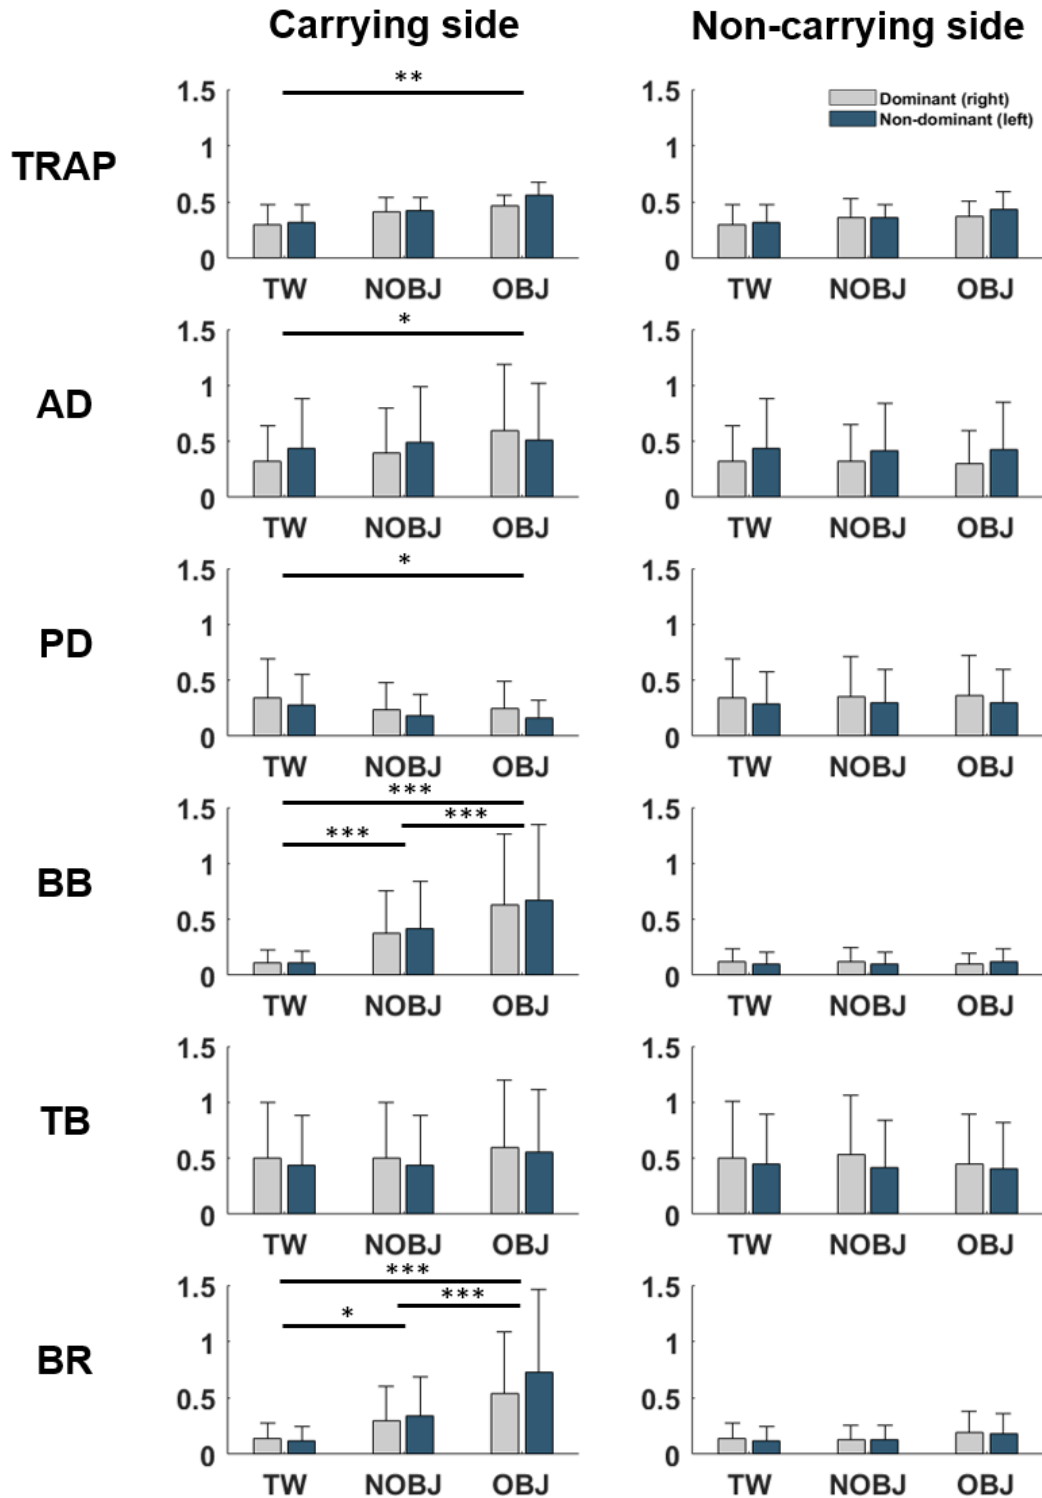 Carrying side Non-carrying side
TRAP
**
1.5 1 0.5 0
TW NOBJ OBJ
1.5 1 0.5 0
Dominant (right)
Non-dominant (left)
TW NOBJ OBJ
AD
*
1.5 1 0.5 0
TW NOBJ OBJ
1.5 1 0.5 0
TW NOBJ OBJ
PD
*
1.5 1 0.5 0
TW NOBJ OBJ
1.5 1 0.5 0
TW NOBJ OBJ
BB
***
***
***
1.5 1 0.5 0
TW NOBJ OBJ
1.5 1 0.5 0
TW NOBJ OBJ
TB
1.5 1 0.5 0
TW NOBJ OBJ
1.5 1 0.5 0
TW NOBJ OBJ
BR
***
***
*
1.5 1 0.5 0
TW NOBJ OBJ
1.5 1 0.5 0
TW NOBJ OBJ